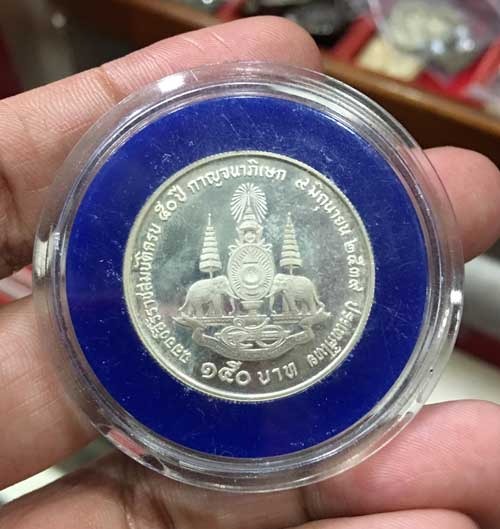 ฉลองสิริราชสมบัติครบ ๕๐ ปี กาญจนาภิเษก ๙ มิถุนายน ๒๕๓๙ ประเทศไทย
๑๕๐ บาท